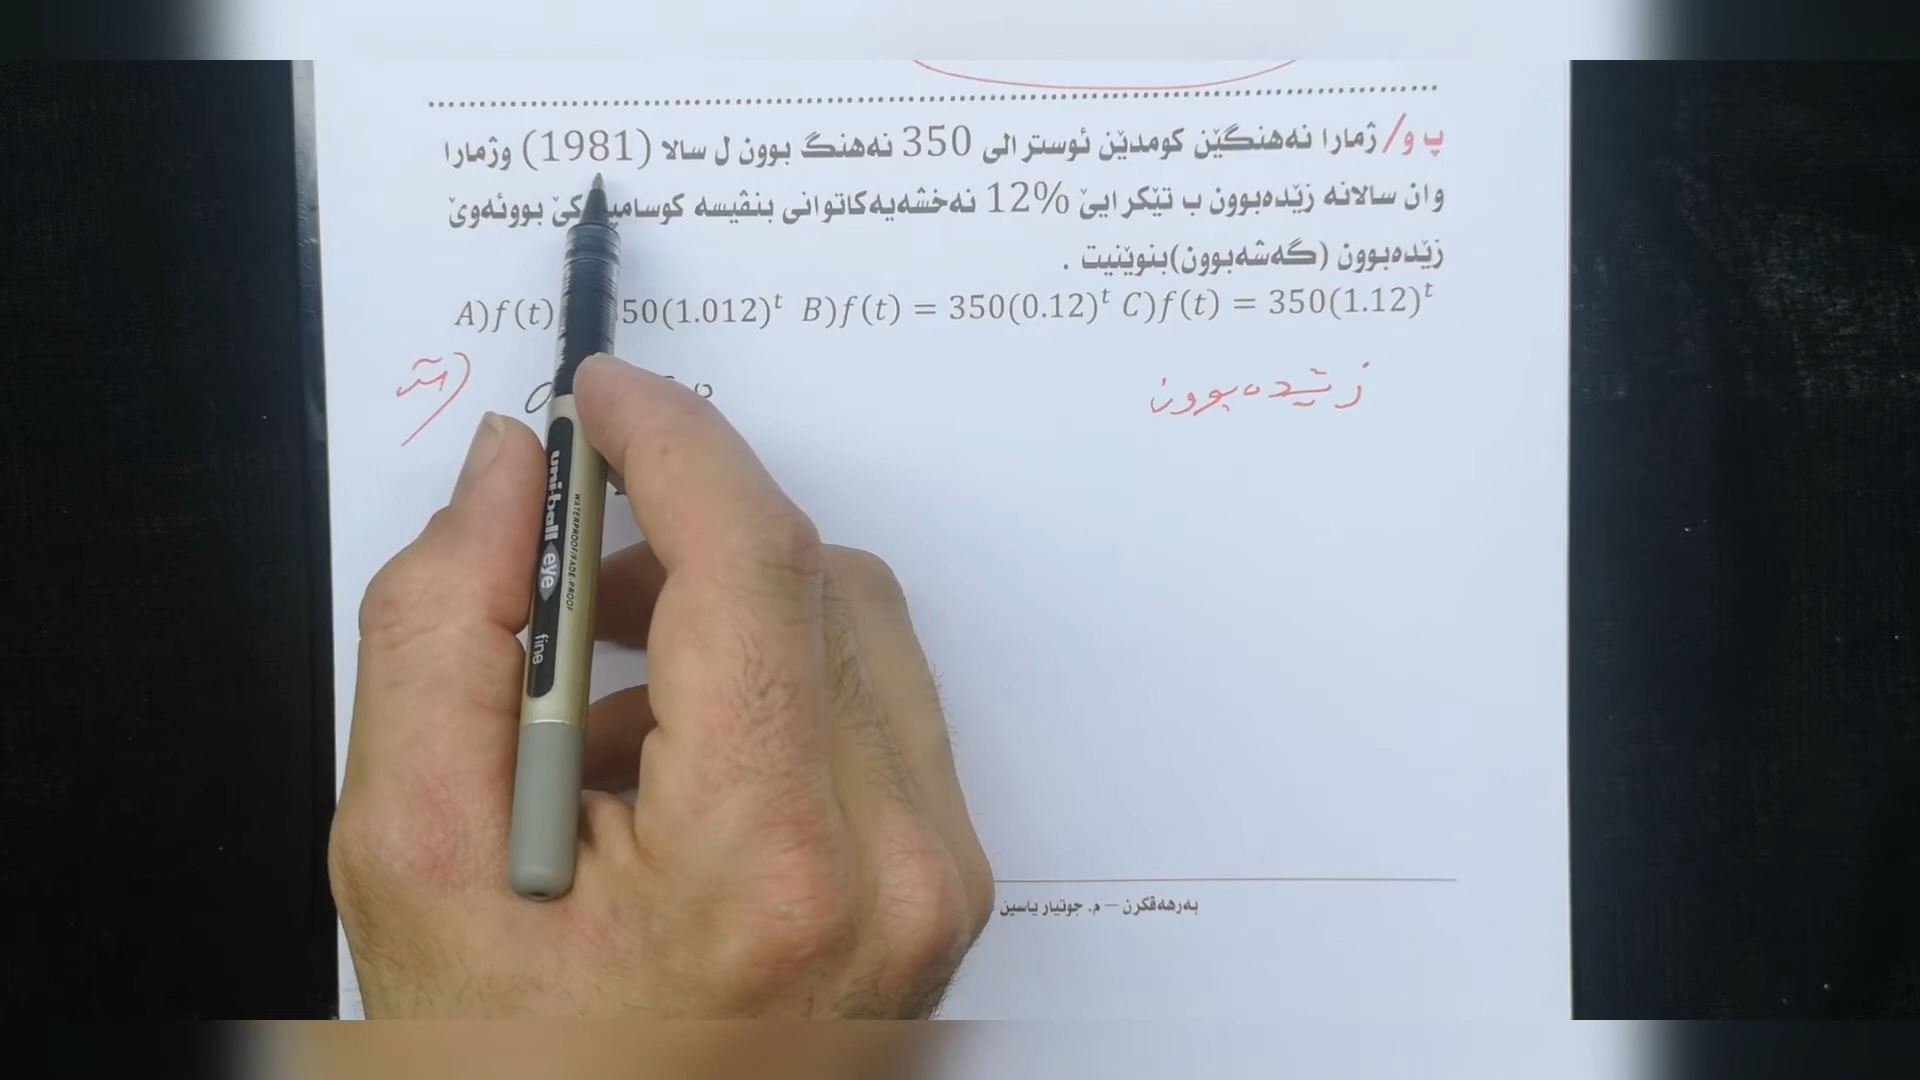 پ و/ ژمارا نەهنگێن کومدێن ئوسترالی 350 نەهنگ بوون ل سالا (1981) وژمارا
وان سالانە زێدەبوون ب تێکرایێ 12% نەخشەیەکاتوانی بنڤیسە بووئەوێ
زێدەبوون (گەشەبوون)بنوێنیت .
A)f(t) 50(1.012)^t B)f(t) = 350(0.12)^t C)f(t) = 350(1.12)^t
زێدەبوون
uni-ball eye
WATERPROOF/FADE-PROOF
fine
بەرهەڤکرن – م. جوتیار یاسین